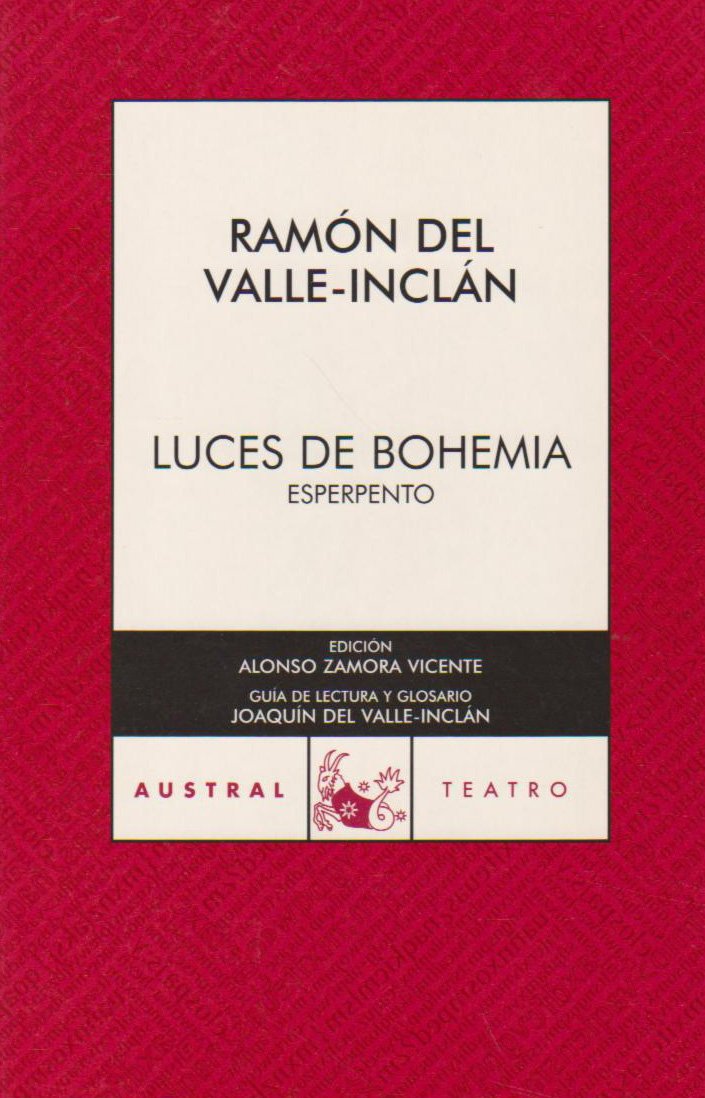 RAMÓN DEL
VALLE-INCLÁN
LUCES DE BOHEMIA
ESPERPENTO
EDICIÓN
ALONSO ZAMORA VICENTE
GUÍA DE LECTURA Y GLOSARIO
JOAQUÍN DEL VALLE-INCLÁN
AUSTRAL
TEATRO